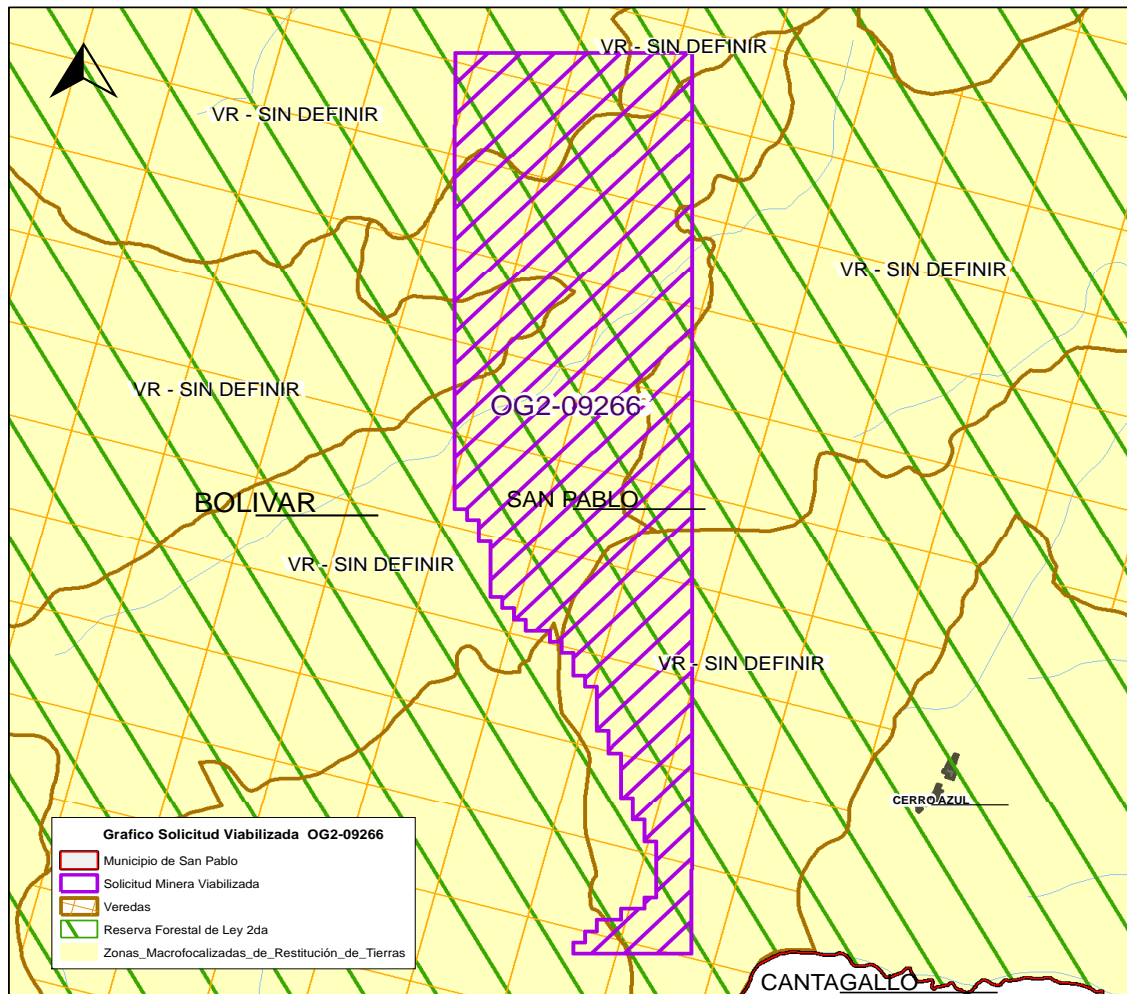 VR - SIN DEFINIR
VR - SIN DEFINIR
VR - SIN DEFINIR
VR - SIN DEFINIR
OG2-09266
BOLIVAR
SAN PABLO
VR - SIN DEFINIR
VR - SIN DEFINIR
CERRO AZUL
Grafico Solicitud Viabilizada OG2-09266
Municipio de San Pablo
Solicitud Minera Viabilizada
Veredas
Reserva Forestal de Ley 2da
Zonas_Macrofocalizadas_de_Restitución_de_Tierras
CANTAGALLO